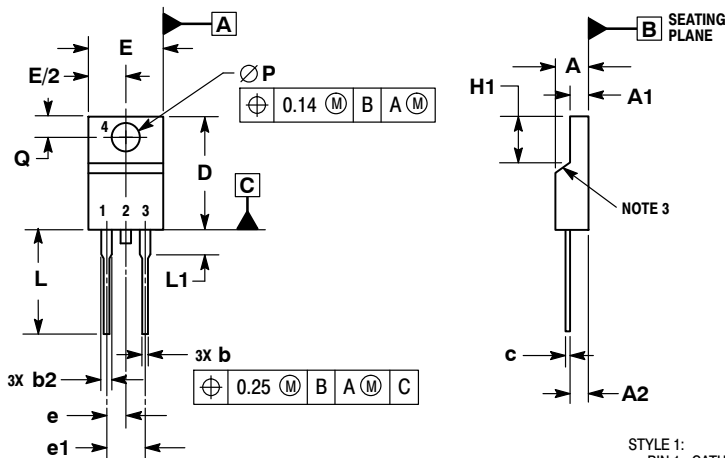 E
A
E/2
Ø P
⌖ 0.14 Ⓜ B A Ⓜ
4
Q
D
C
1 2 3
L
L1
3X b
3X b2
⌖ 0.25 Ⓜ B A Ⓜ C
e
e1
B SEATING
PLANE
A
H1
A1
NOTE 3
c
A2
STYLE 1: